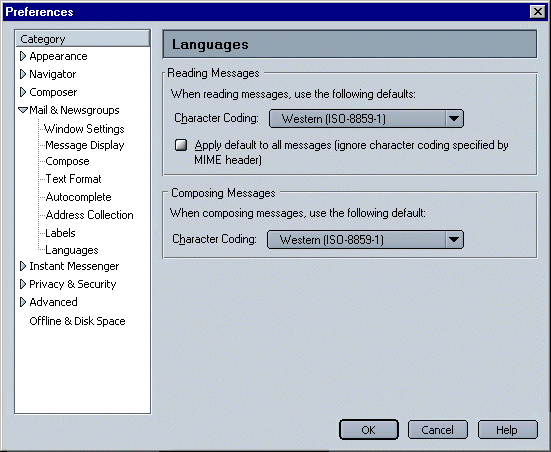 Preferences
Category
Appearance
Navigator
Composer
Mail & Newsgroups
Window Settings
Message Display
Compose
Text Format
Autocomplete
Address Collection
Labels
Languages
Instant Messenger
Privacy & Security
Advanced
Offline & Disk Space
Languages
Reading Messages
When reading messages, use the following defaults:
Character Coding: Western (ISO-8859-1)
Apply default to all messages (ignore character coding specified by
MIME header)
Composing Messages
When composing messages, use the following default:
Character Coding: Western (ISO-8859-1)
OK Cancel Help